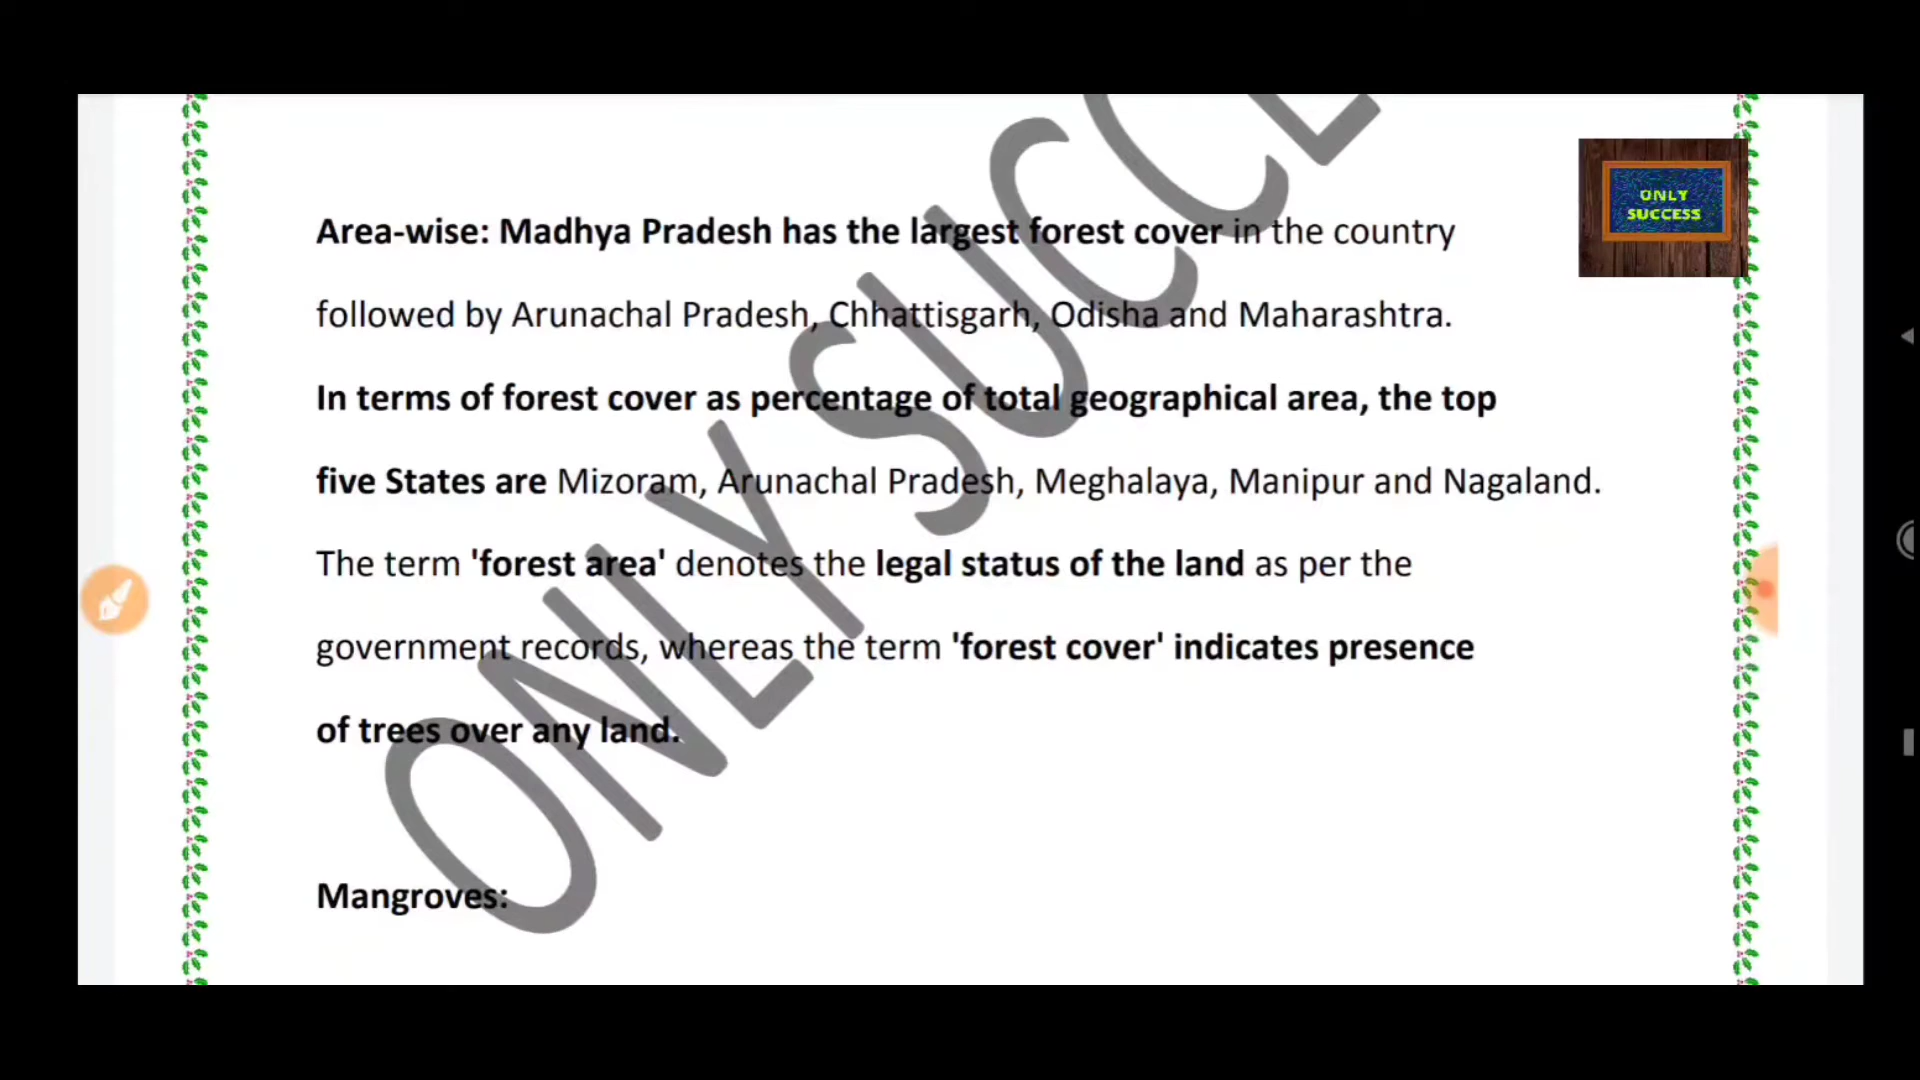 ONLY
SUCCESS
Area-wise: Madhya Pradesh has the largest forest cover in the country
followed by Arunachal Pradesh, Chhattisgarh, Odisha and Maharashtra.
In terms of forest cover as percentage of total geographical area, the top
five States are Mizoram, Arunachal Pradesh, Meghalaya, Manipur and Nagaland.
The term 'forest area' denotes the legal status of the land as per the
government records, whereas the term 'forest cover' indicates presence
of trees over any land.
Mangroves:
ONLY SUCCE